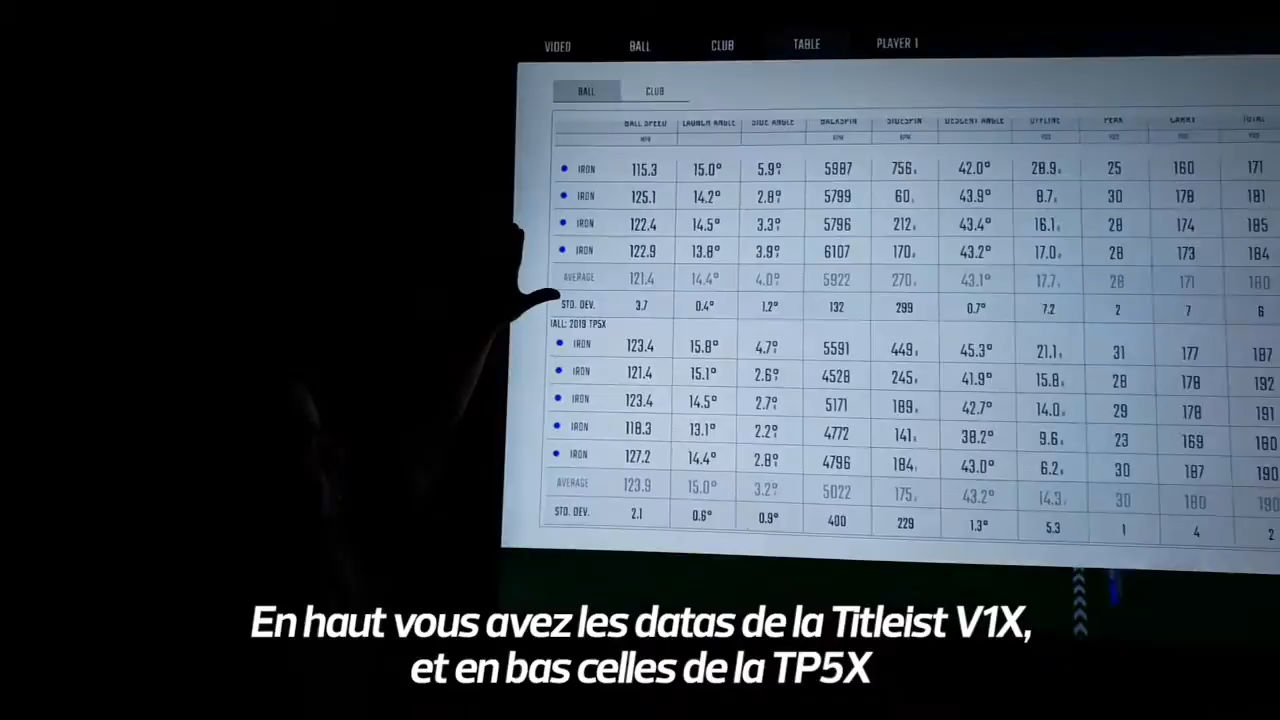 VIDEO BALL CLUB TABLE PLAYER 1
BALL CLUB
BALL SPEED LAUNCH ANGLE SIDE ANGLE BACKSPIN SIDESPIN DESCENT ANGLE OFFLINE PEAK CARRY TOTAL
MPH RPM RPM YDS YDS YDS YDS
IRON 115.3 15.0° 5.9° 5987 756 42.0° 28.9 25 160 171
IRON 125.1 14.2° 2.8° 5799 60 43.9° 8.7 30 178 181
IRON 122.4 14.5° 3.3° 5796 212 43.4° 16.1 28 174 185
IRON 122.9 13.8° 3.9° 6107 170 43.2° 17.0 28 173 184
AVERAGE 121.4 14.4° 4.0° 5922 270 43.1° 17.7 28 171 180
STD. DEV. 3.7 0.4° 1.2° 132 299 0.7° 7.2 2 7 6
IALL: 2019 TP5X
IRON 123.4 15.8° 4.7° 5591 449 45.3° 21.1 31 177 187
IRON 121.4 15.1° 2.6° 4528 245 41.9° 15.8 28 178 192
IRON 123.4 14.5° 2.7° 5171 189 42.7° 14.0 29 178 191
IRON 118.3 13.1° 2.2° 4772 141 38.2° 9.6 23 169 180
IRON 127.2 14.4° 2.8° 4796 184 43.0° 6.2 30 187 190
AVERAGE 123.9 15.0° 3.2° 5022 175 43.2° 14.3 30 180 190
STD. DEV. 2.1 0.6° 0.9° 400 229 1.3° 5.3 1 4 2
En haut vous avez les datas de la Titleist V1X,
et en bas celles de la TP5X